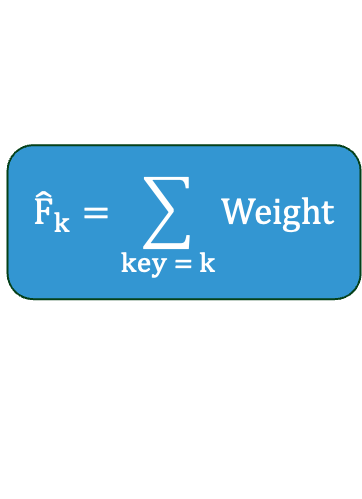 F̂ₖ = ∑ Weight
key = k